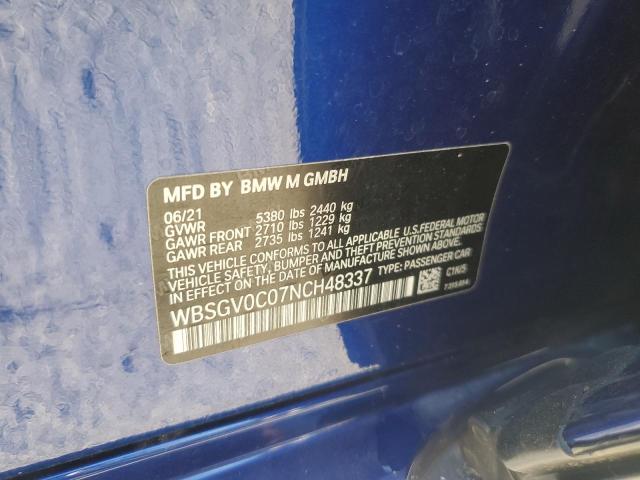 MFD BY BMW M GMBH
06/21
GVWR 5380 lbs 2440 kg
GAWR FRONT 2710 lbs 1229 kg
GAWR REAR 2735 lbs 1241 kg
THIS VEHICLE CONFORMS TO ALL APPLICABLE U.S.FEDERAL MOTOR
VEHICLE SAFETY, BUMPER AND THEFT PREVENTION STANDARDS
IN EFFECT ON THE DATE OF MANUFACTURE SHOWN ABOVE.
WBSGV0C07NCH48337 TYPE: PASSENGER CAR
C1K/5